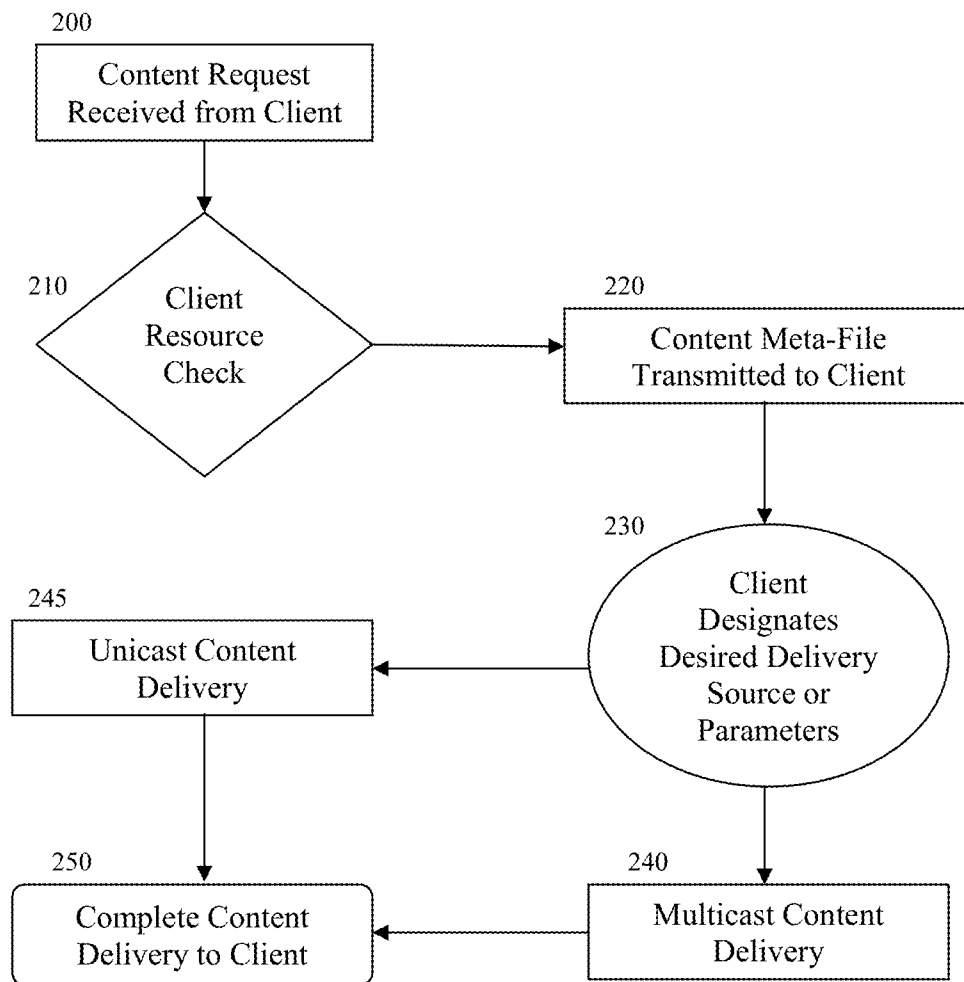 200
Content Request
Received from Client
210
Client
Resource
Check
220
Content Meta-File
Transmitted to Client
230
Client
Designates
Desired Delivery
Source or
Parameters
245
Unicast Content
Delivery
240
Multicast Content
Delivery
250
Complete Content
Delivery to Client